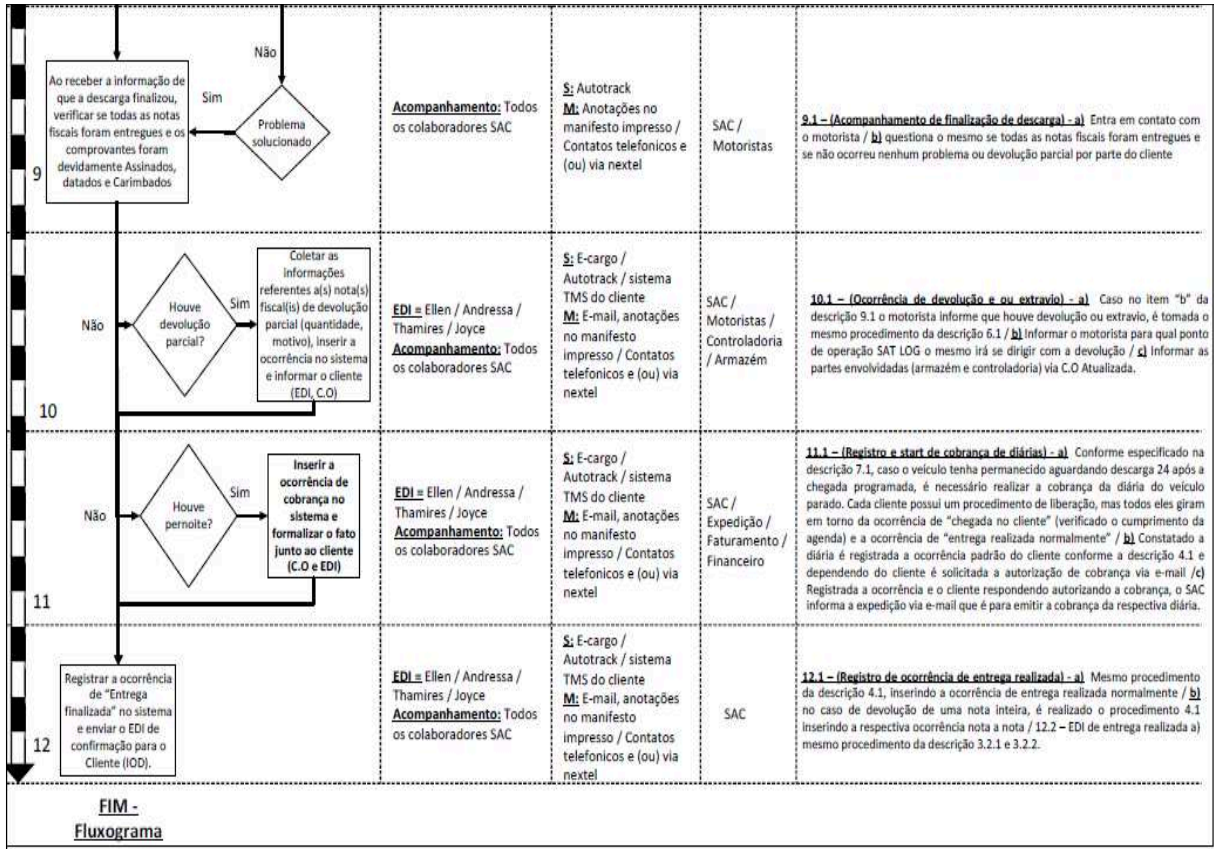 Não
Ao receber a informação de
que a descarga finalizou,
verificar se todas as notas
fiscais foram entregues e os
comprovantes foram
devidamente Assinados,
datados e Carimbados
Sim
Problema
solucionado
9
Acompanhamento: Todos
os colaboradores SAC
S: Autotrack
M: Anotações no
manifesto impresso /
Contatos telefonicos e
(ou) via nextel
SAC /
Motoristas
9.1 – (Acompanhamento de finalização de descarga) - a) Entra em contato com
o motorista / b) questiona o mesmo se todas as notas fiscais foram entregues e
se não ocorreu nenhum problema ou devolução parcial por parte do cliente
Não
Houve
devolução
parcial?
Sim
Coletar as
informações
referentes a(s) nota(s)
fiscal(is) de devolução
parcial (quantidade,
motivo), inserir a
ocorrência no sistema
e informar o cliente
(EDI, C.O)
10
EDI = Ellen / Andressa /
Thamires / Joyce
Acompanhamento: Todos
os colaboradores SAC
S: E-cargo /
Autotrack / sistema
TMS do cliente
M: E-mail, anotações
no manifesto
impresso / Contatos
telefonicos e (ou) via
nextel
SAC /
Motoristas /
Controladoria
/ Armazém
10.1 – (Ocorrência de devolução e ou extravio) - a) Caso no item "b" da
descrição 9.1 o motorista informe que houve devolução ou extravio, é tomada o
mesmo procedimento da descrição 6.1 / b) Informar o motorista para qual ponto
de operação SAT LOG o mesmo irá se dirigir com a devolução / c) Informar as
partes envolvidadas (armazém e controladoria) via C.O Atualizada.
Não
Houve
pernoite?
Sim
Inserir a
ocorrência de
cobrança no
sistema e
formalizar o fato
junto ao cliente
(C.O e EDI)
11
EDI = Ellen / Andressa /
Thamires / Joyce
Acompanhamento: Todos
os colaboradores SAC
S: E-cargo /
Autotrack / sistema
TMS do cliente
M: E-mail, anotações
no manifesto
impresso / Contatos
telefonicos e (ou) via
nextel
SAC /
Expedição /
Faturamento /
Financeiro
11.1 – (Registro e start de cobrança de diárias) - a) Conforme especificado na
descrição 7.1, caso o veículo tenha permanecido aguardando descarga 24 após a
chegada programada, é necessário realizar a cobrança da diária do veículo
parado. Cada cliente possui um procedimento de liberação, mas todos eles giram
em torno da ocorrência de "chegada no cliente" (verificado o cumprimento da
agenda) e a ocorrência de "entrega realizada normalmente" / b) Constatado a
diária é registrada a ocorrência padrão do cliente conforme a descrição 4.1 e
dependendo do cliente é solicitada a autorização de cobrança via e-mail /c)
Registrada a ocorrência e o cliente respondendo autorizando a cobrança, o SAC
informa a expedição via e-mail que é para emitir a cobrança da respectiva diária.
Registrar a ocorrência
de "Entrega
finalizada" no sistema
e enviar o EDI de
confirmação para o
Cliente (IOD).
12
EDI = Ellen / Andressa /
Thamires / Joyce
Acompanhamento: Todos
os colaboradores SAC
S: E-cargo /
Autotrack / sistema
TMS do cliente
M: E-mail, anotações
no manifesto
impresso / Contatos
telefonicos e (ou) via
nextel
SAC
12.1 – (Registro de ocorrência de entrega realizada) - a) Mesmo procedimento
da descrição 4.1, inserindo a ocorrência de entrega realizada normalmente / b)
no caso de devolução de uma nota inteira, é realizado o procedimento 4.1
inserindo a respectiva ocorrência nota a nota / 12.2 – EDI de entrega realizada a)
mesmo procedimento da descrição 3.2.1 e 3.2.2.
FIM -
Fluxograma